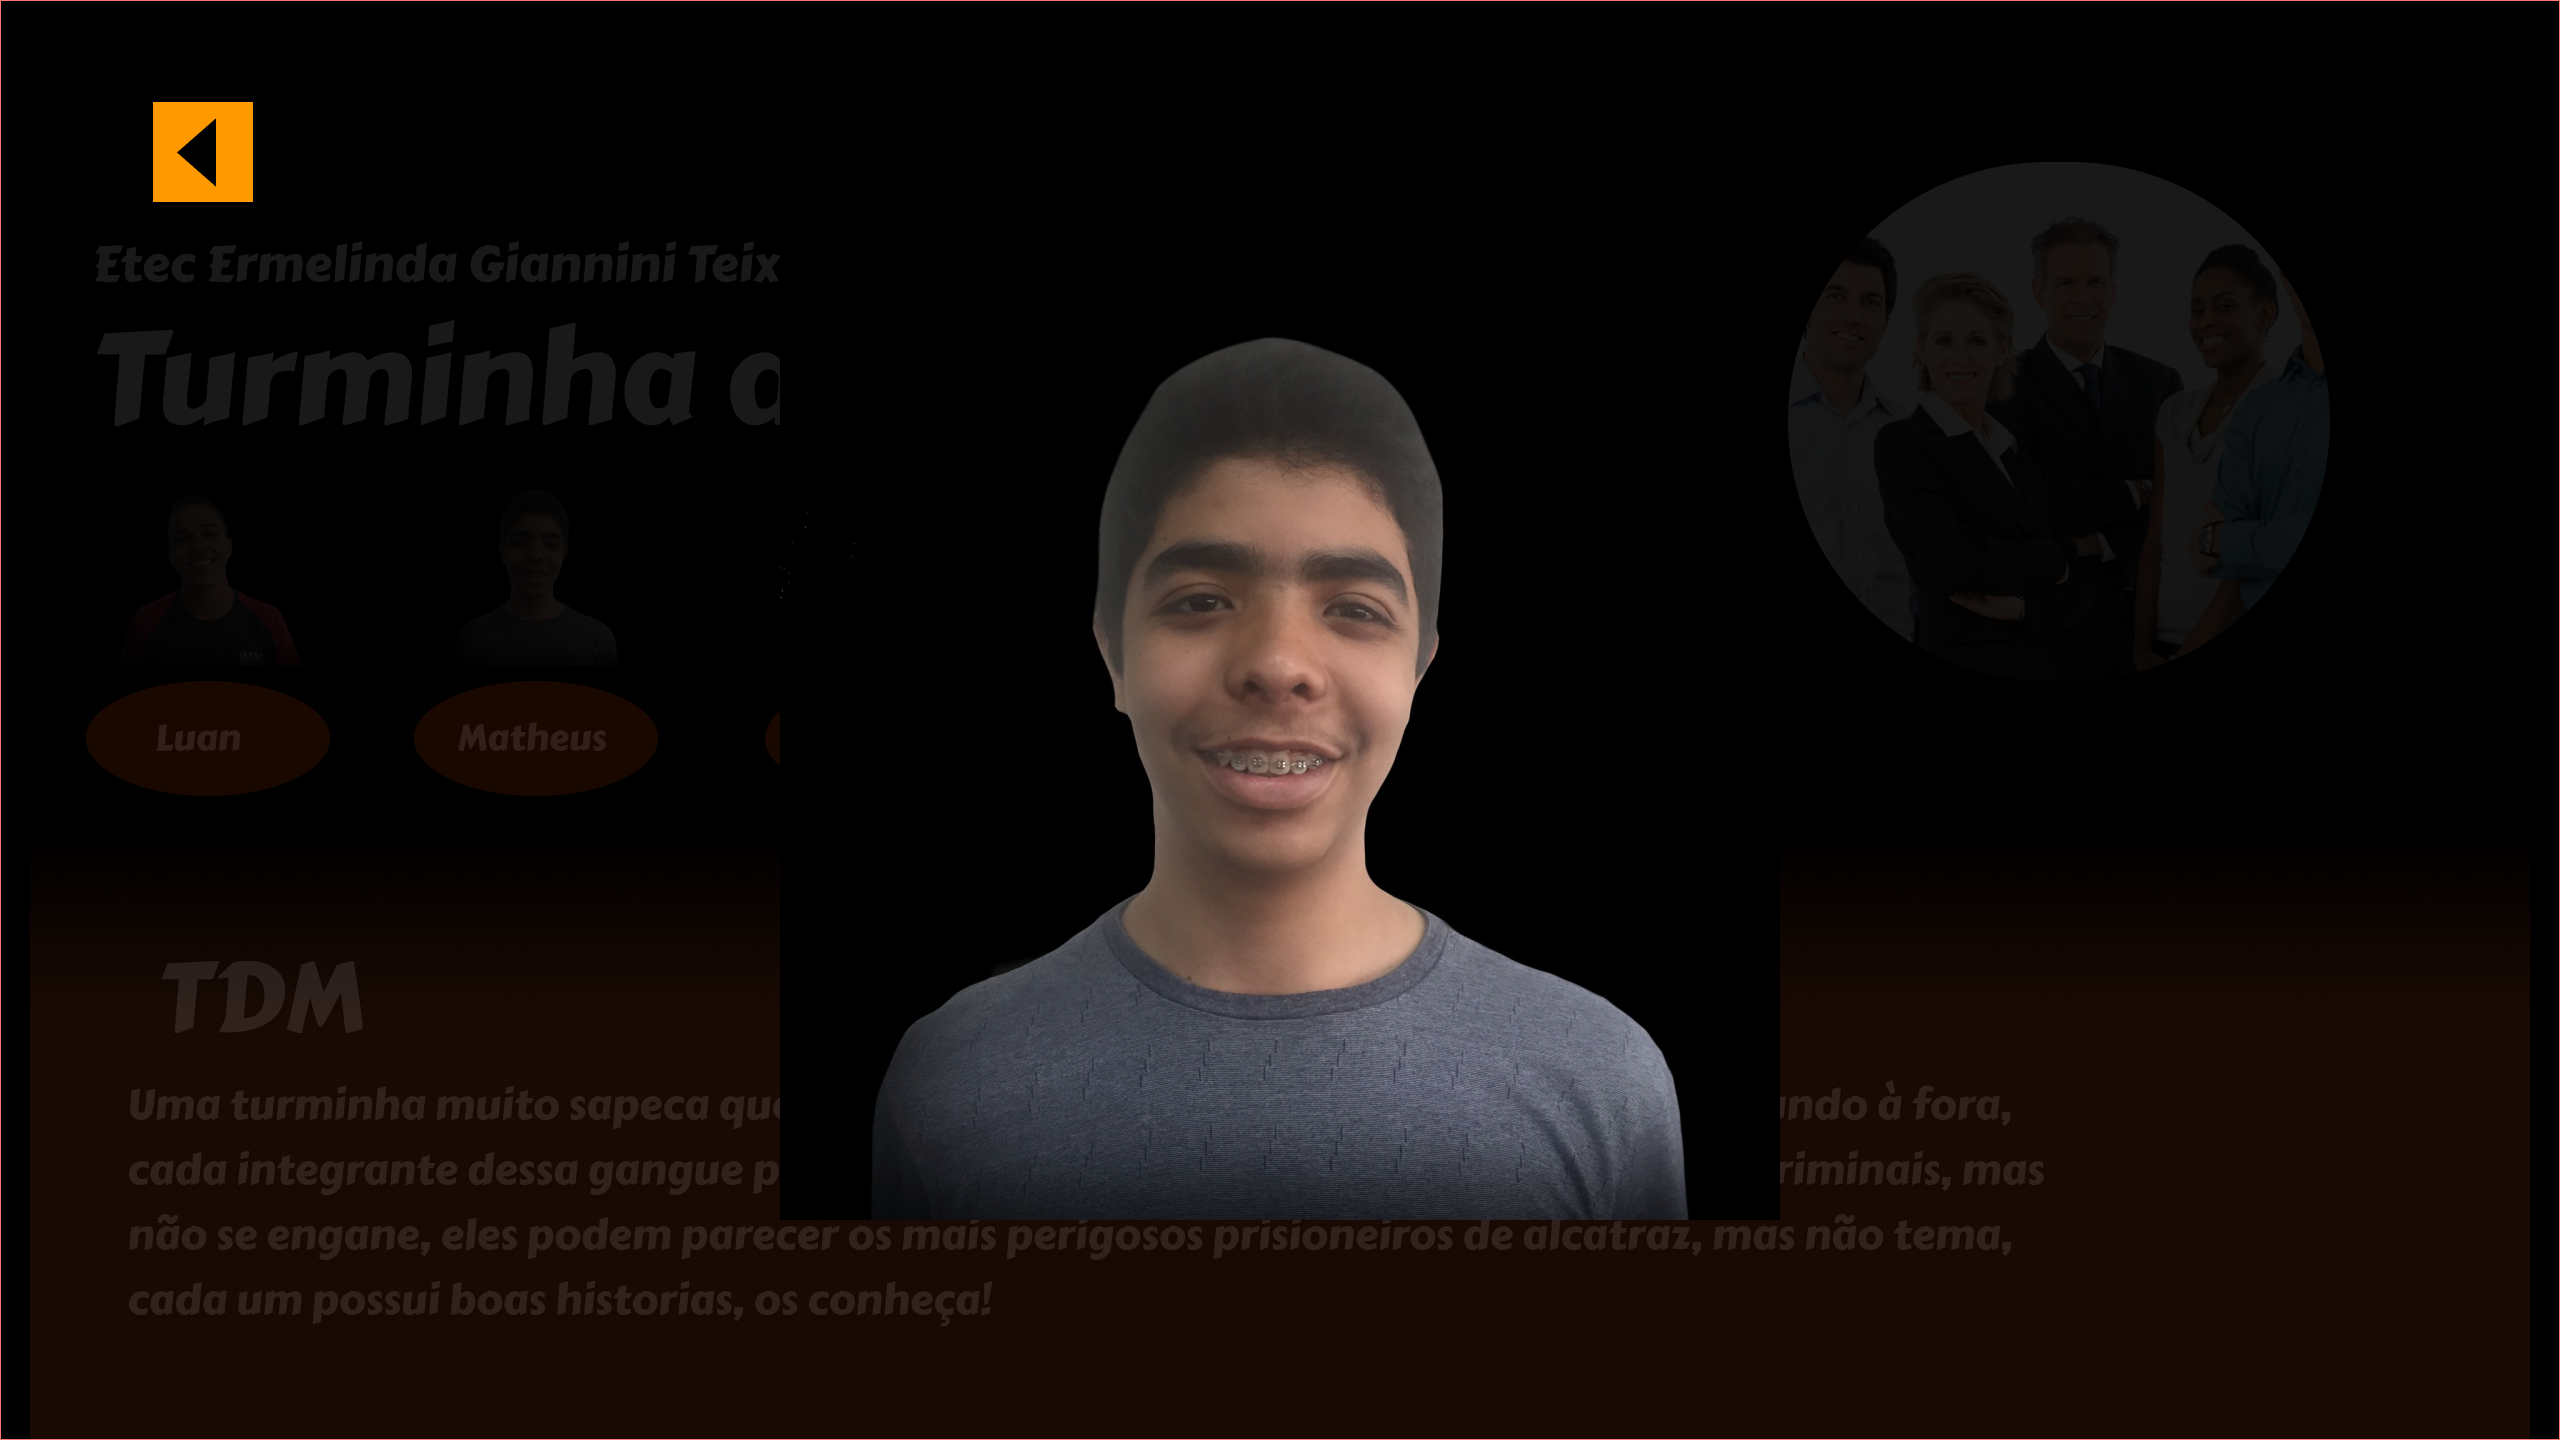 Etec Ermelinda Giannini Teix
Turminha
Luan
Matheus
TDM
Uma turminha muito sapeca que ando à fora,
cada integrante dessa gangue p riminais, mas
não se engane, eles podem parecer os mais perigosos prisioneiros de alcatraz, mas não tema,
cada um possui boas historias, os conheça!